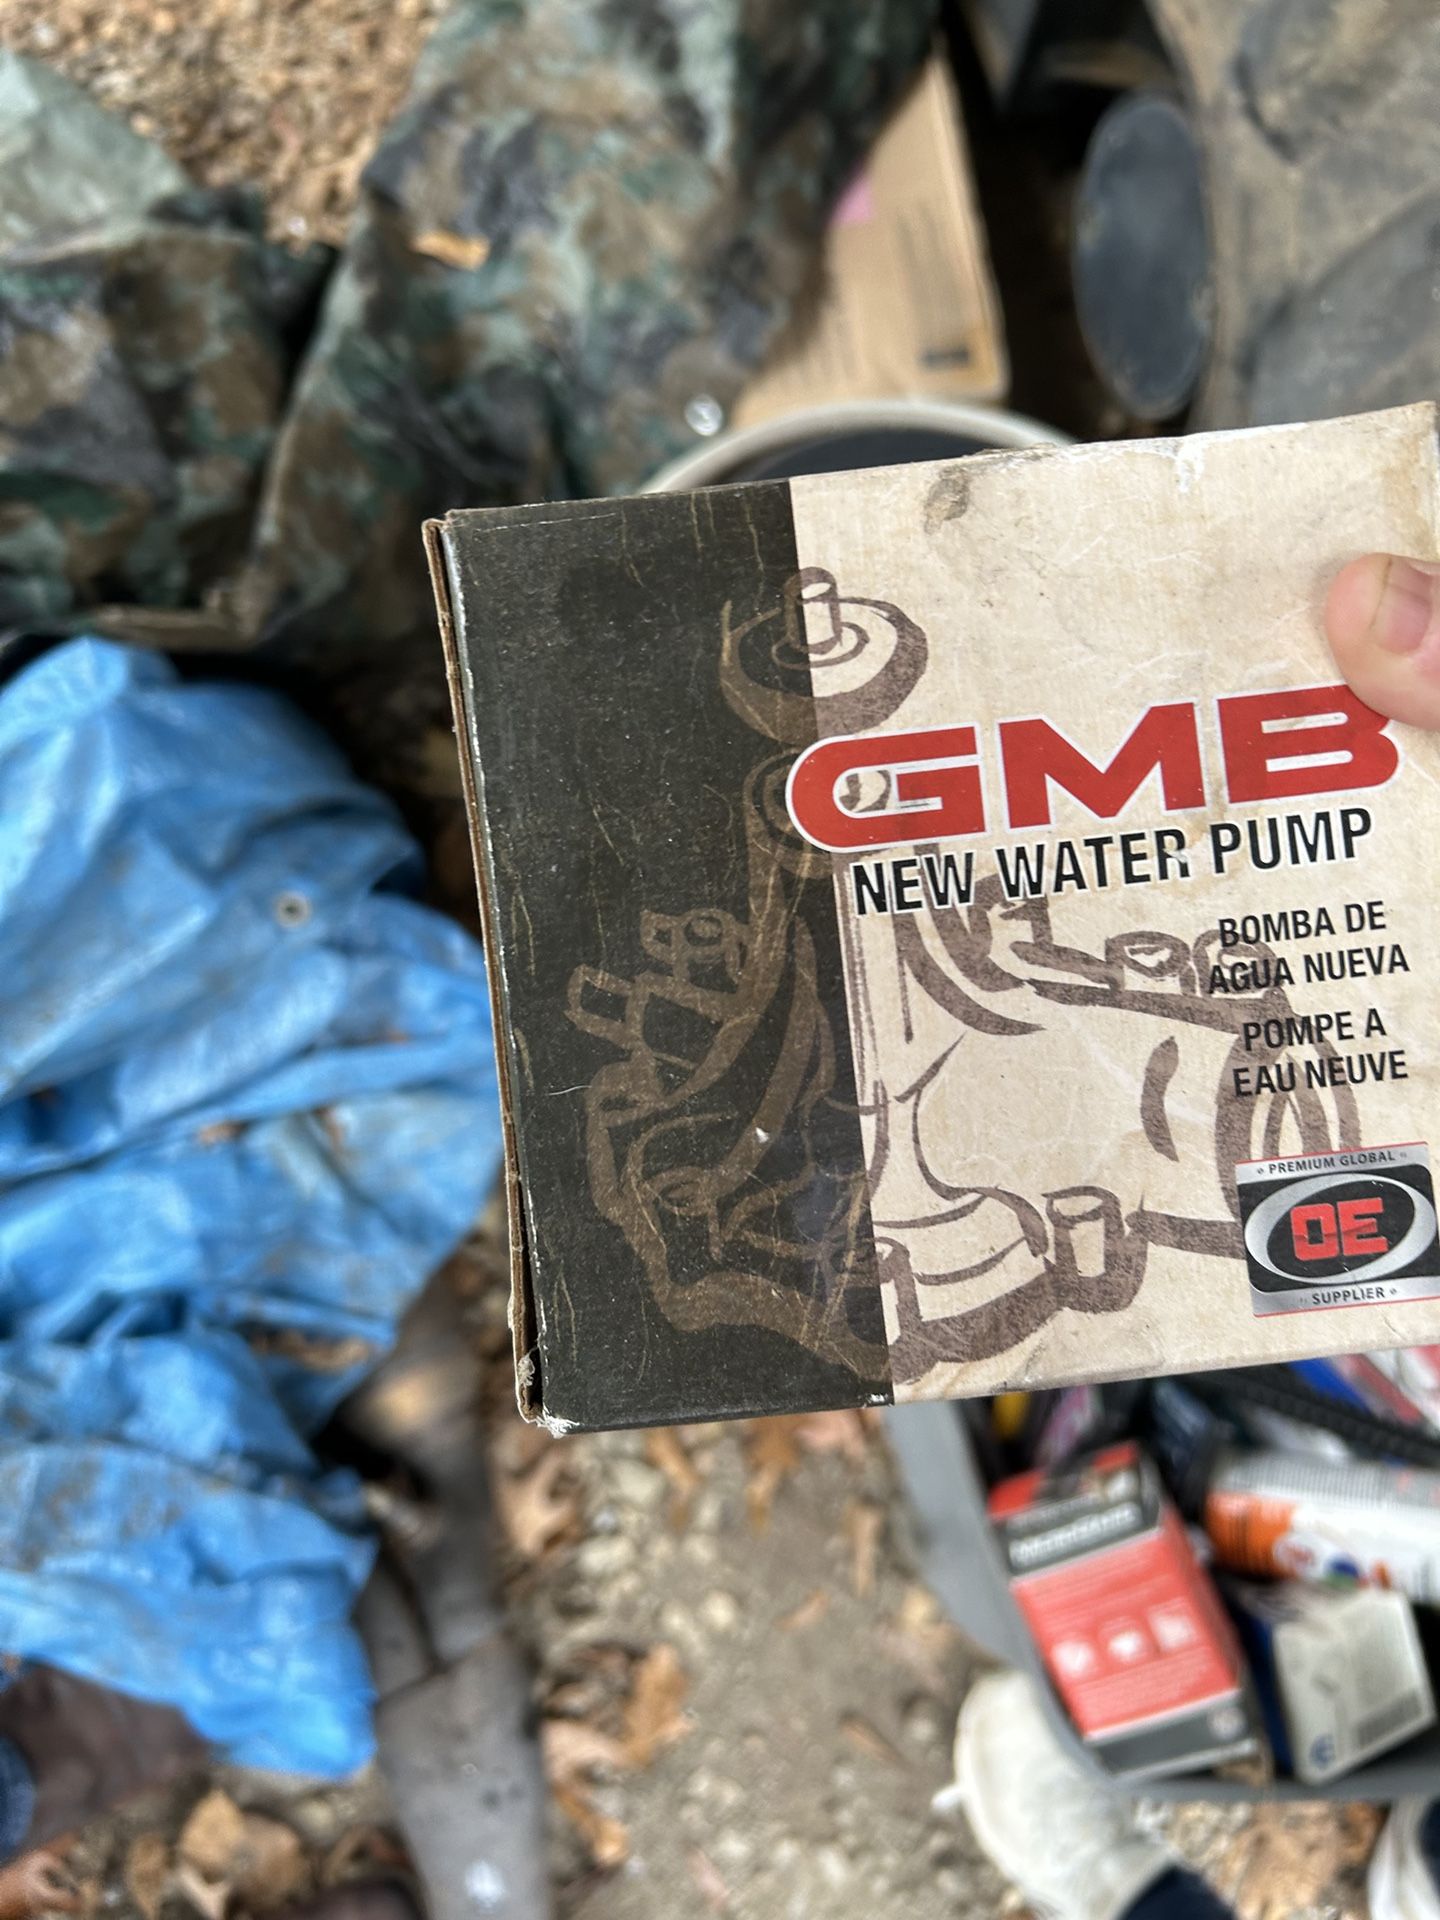 GMB
NEW WATER PUMP
BOMBA DE
AGUA NUEVA
POMPE A
EAU NEUVE
PREMIUM GLOBAL
OE
SUPPLIER